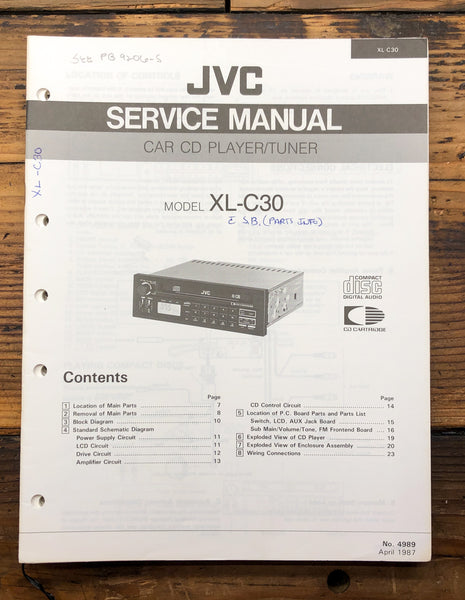 SEE PB 9206-S
XL C30
JVC
SERVICE MANUAL
CAR CD PLAYER/TUNER
XL-C30
MODEL XL-C30
& S.B. (PARTS INFO)
JVC
COMPACT
disc
DIGITAL AUDIO
CD CARTRIDGE
Contents
Page
1 Location of Main Parts 7
2 Removal of Main Parts 8
3 Block Diagram 10
4 Standard Schematic Diagram
Power Supply Circuit 11
LCD Circuit 11
Drive Circuit 12
Amplifier Circuit 13
Page
CD Control Circuit 14
5 Location of P.C. Board Parts and Parts List
Switch, LCD, AUX Jack Board 15
Sub Main/Volume/Tone, FM Frontend Board 16
6 Exploded View of CD Player 19
7 Exploded View of Enclosure Assembly 20
8 Wiring Connections 23
No. 4989
April 1987